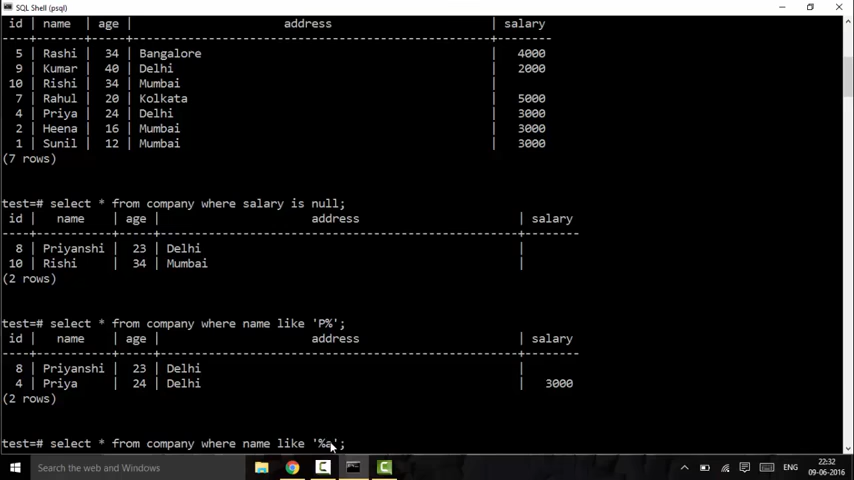 SQL Shell (psql)
id | name | age | address | salary
----+-------+-----+----------------------------------------------------+--------
5 | Rashi | 34 | Bangalore | 4000
9 | Kumar | 40 | Delhi | 2000
10 | Rishi | 34 | Mumbai |
7 | Rahul | 20 | Kolkata | 5000
4 | Priya | 24 | Delhi | 3000
2 | Heena | 16 | Mumbai | 3000
1 | Sunil | 12 | Mumbai | 3000
(7 rows)
test=# select * from company where salary is null;
id | name | age | address | salary
----+-----------+-----+----------------------------------------------------+--------
8 | Priyanshi | 23 | Delhi |
10 | Rishi | 34 | Mumbai |
(2 rows)
test=# select * from company where name like 'P%';
id | name | age | address | salary
----+-----------+-----+----------------------------------------------------+--------
8 | Priyanshi | 23 | Delhi |
4 | Priya | 24 | Delhi | 3000
(2 rows)
test=# select * from company where name like '%a';
Search the web and Windows
ENG
22:32
09-06-2016